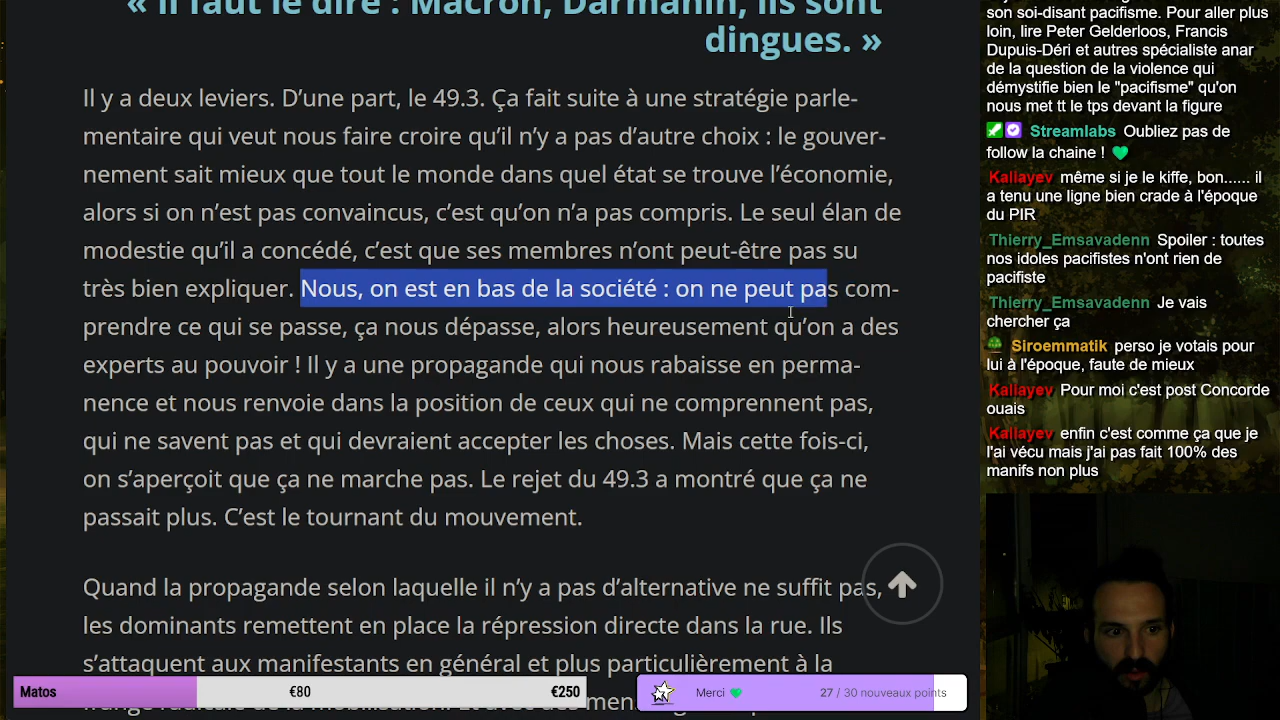 « Il faut le dire : Macron, Darmanin, ils sont
dingues. »
Il y a deux leviers. D’une part, le 49.3. Ça fait suite à une stratégie parle-
mentaire qui veut nous faire croire qu’il n’y a pas d’autre choix : le gouver-
nement sait mieux que tout le monde dans quel état se trouve l’économie,
alors si on n’est pas convaincus, c’est qu’on n’a pas compris. Le seul élan de
modestie qu’il a concédé, c’est que ses membres n’ont peut-être pas su
très bien expliquer. Nous, on est en bas de la société : on ne peut pas com-
prendre ce qui se passe, ça nous dépasse, alors heureusement qu’on a des
experts au pouvoir ! Il y a une propagande qui nous rabaisse en perma-
nence et nous renvoie dans la position de ceux qui ne comprennent pas,
qui ne savent pas et qui devraient accepter les choses. Mais cette fois-ci,
on s’aperçoit que ça ne marche pas. Le rejet du 49.3 a montré que ça ne
passait plus. C’est le tournant du mouvement.
Quand la propagande selon laquelle il n’y a pas d’alternative ne suffit pas,
les dominants remettent en place la répression directe dans la rue. Ils
s’attaquent aux manifestants en général et plus particulièrement à la
Matos €80 €250
Merci 27 / 30 nouveaux points
son soi-disant pacifisme. Pour aller plus
loin, lire Peter Gelderloos, Francis
Dupuis-Déri et autres spécialiste anar
de la question de la violence qui
démystifie bien le "pacifisme" qu'on
nous met tt le tps devant la figure
Streamlabs Oubliez pas de
follow la chaine !
Kallayev même si je le kiffe, bon...... il
a tenu une ligne bien crade à l'époque
du PIR
Thierry_Emsavadenn Spoiler : toutes
nos idoles pacifistes n'ont rien de
pacifiste
Thierry_Emsavadenn Je vais
chercher ça
Siroemmatik perso je votais pour
lui à l'époque, faute de mieux
Kallayev Pour moi c'est post Concorde
ouais
Kallayev enfin c'est comme ça que je
l'ai vécu mais j'ai pas fait 100% des
manifs non plus